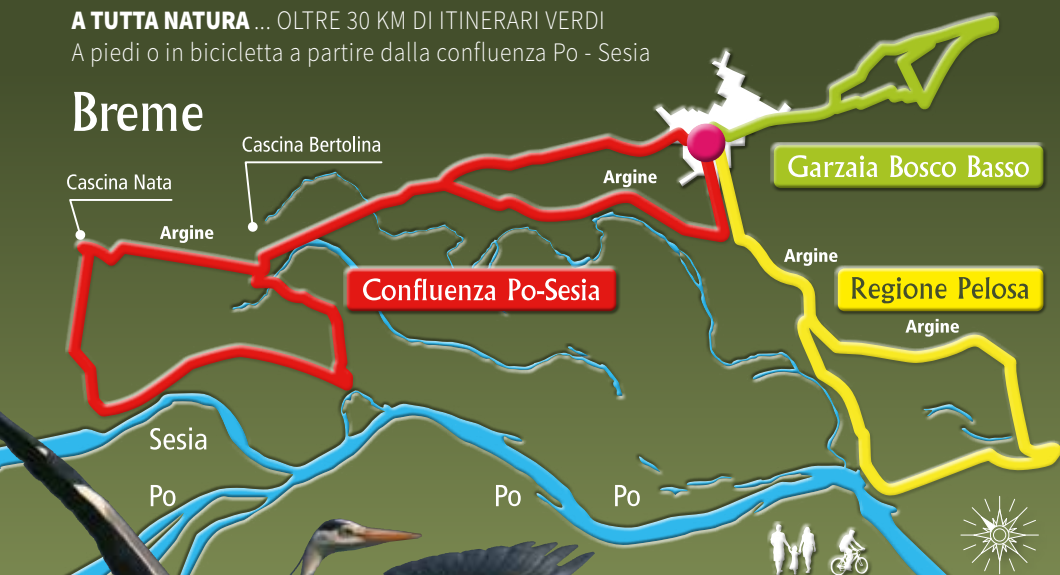 A TUTTA NATURA ... OLTRE 30 KM DI ITINERARI VERDI
A piedi o in bicicletta a partire dalla confluenza Po - Sesia
Breme
Cascina Bertolina
Cascina Nata
Garzaia Bosco Basso
Argine
Argine
Argine
Confluenza Po-Sesia
Regione Pelosa
Argine
Sesia
Po
Po
Po